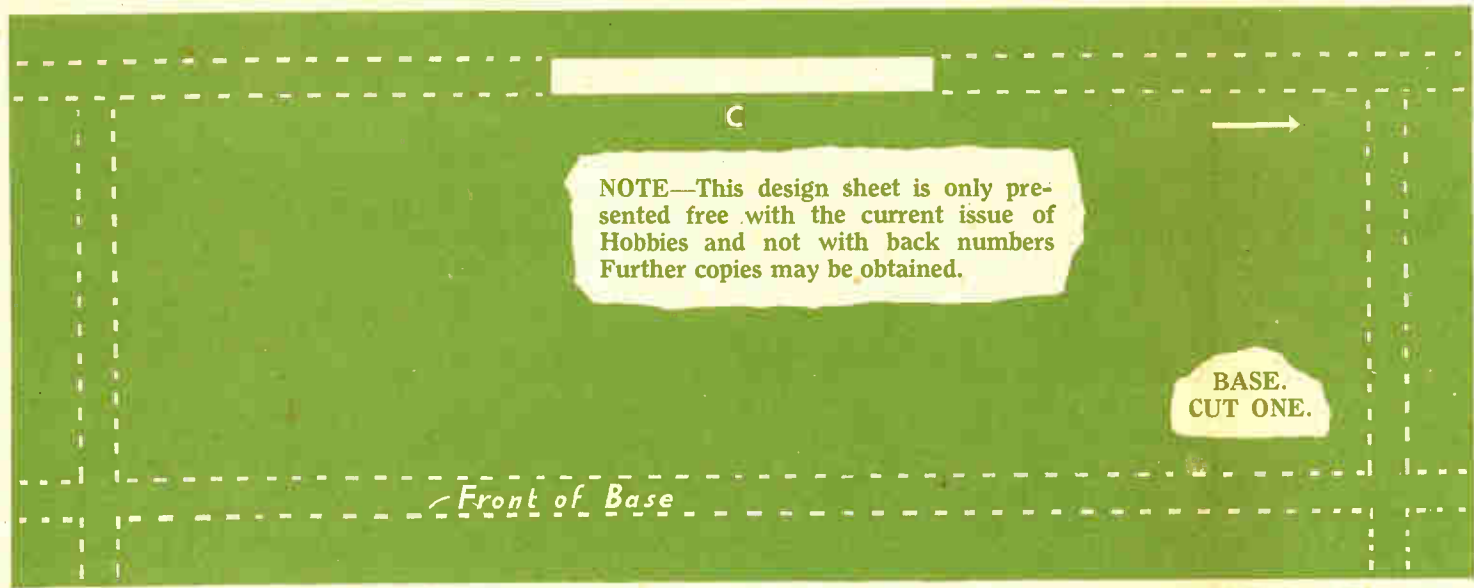 C
NOTE—This design sheet is only pre-
sented free with the current issue of
Hobbies and not with back numbers
Further copies may be obtained.
BASE.
CUT ONE.
Front of Base